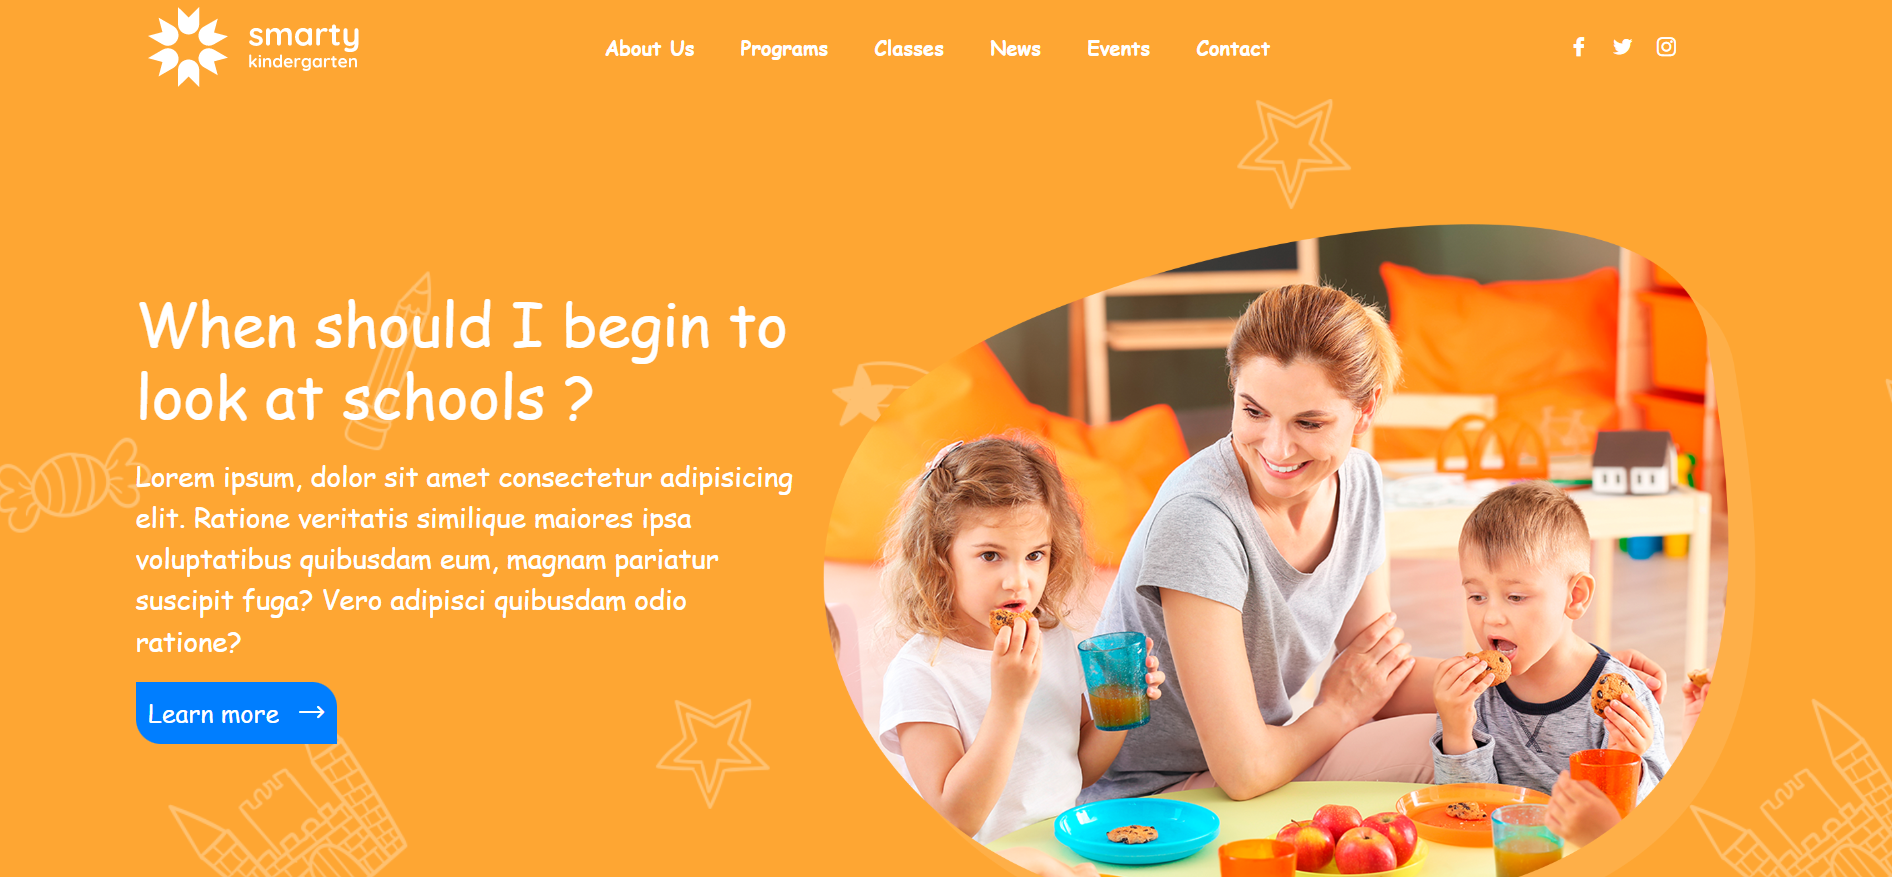 smarty
kindergarten
About Us
Programs
Classes
News
Events
Contact
When should I begin to
look at schools ?
Lorem ipsum, dolor sit amet consectetur adipisicing
elit. Ratione veritatis similique maiores ipsa
voluptatibus quibusdam eum, magnam pariatur
suscipit fuga? Vero adipisci quibusdam odio
ratione?
Learn more